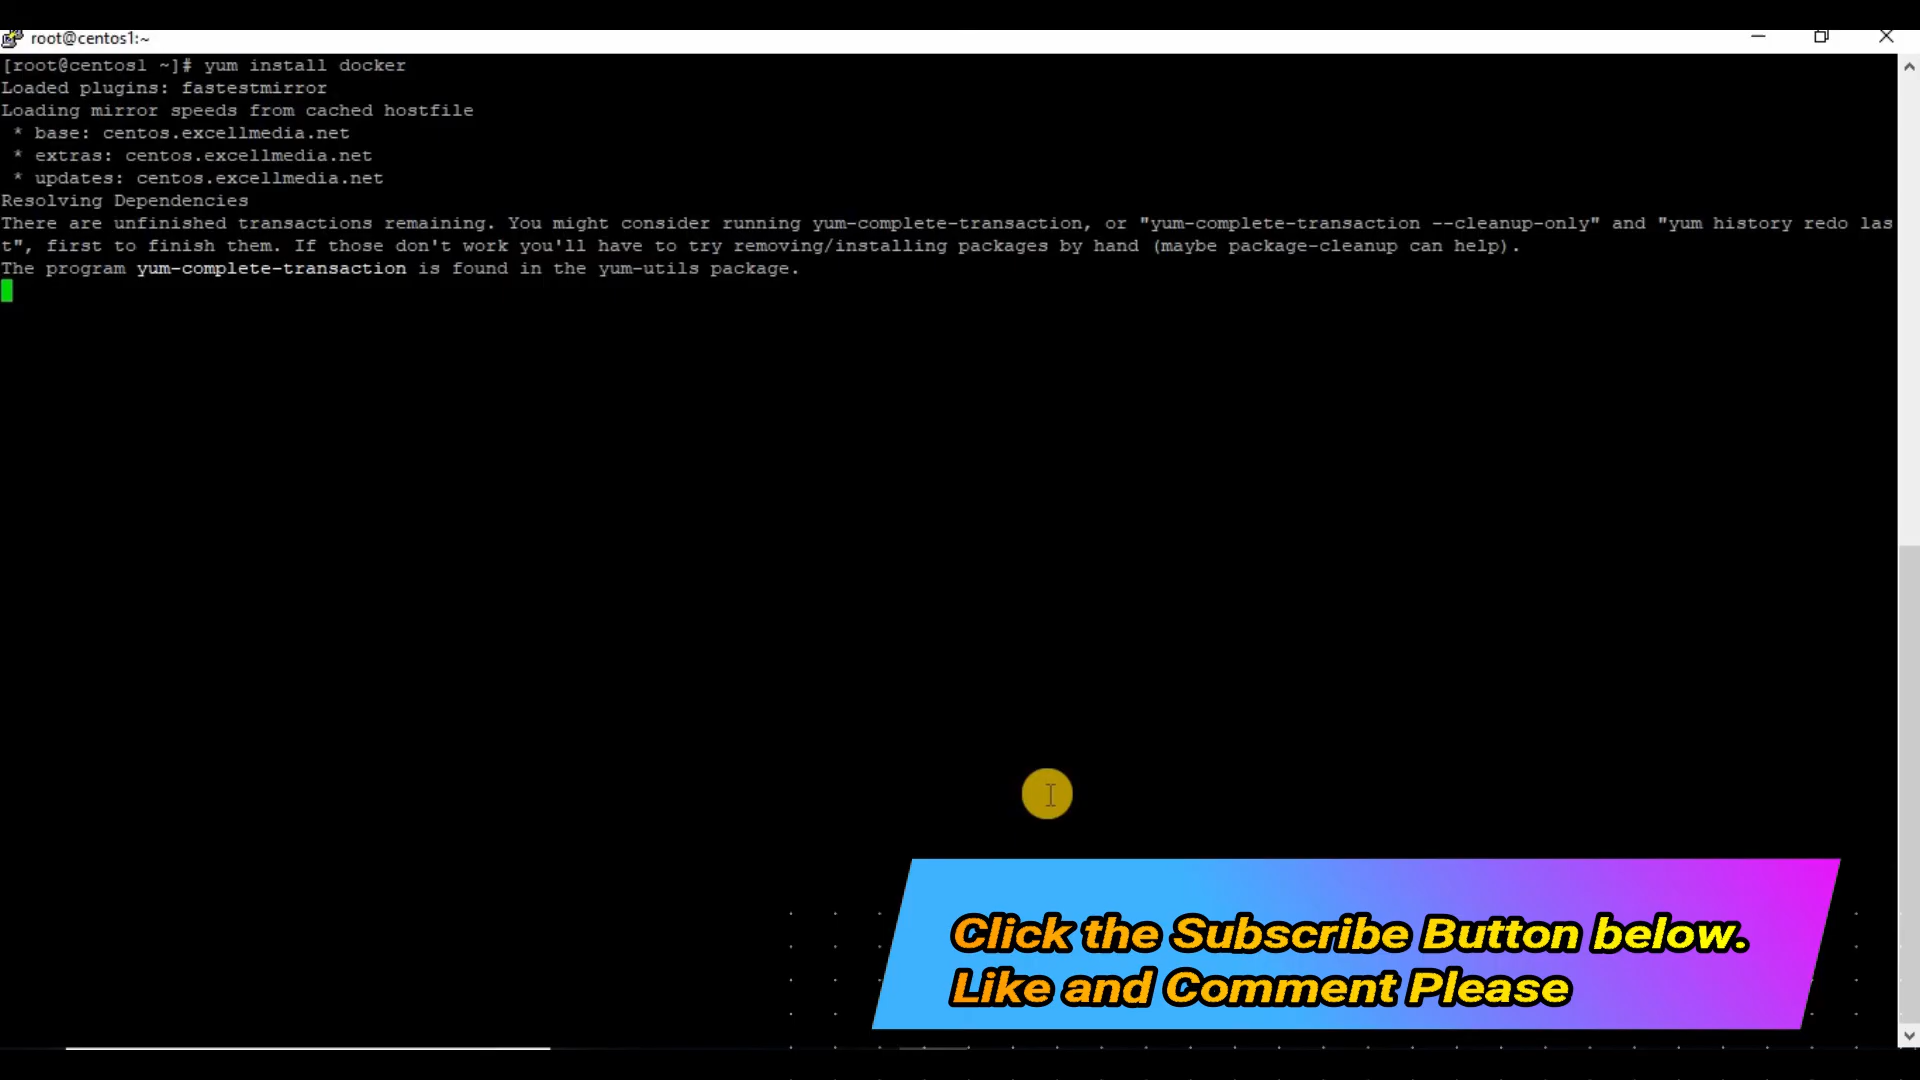 root@centos1:~
[root@centos1 ~]# yum install docker
Loaded plugins: fastestmirror
Loading mirror speeds from cached hostfile
 * base: centos.excellmedia.net
 * extras: centos.excellmedia.net
 * updates: centos.excellmedia.net
Resolving Dependencies
There are unfinished transactions remaining. You might consider running yum-complete-transaction, or "yum-complete-transaction --cleanup-only" and "yum history redo las
t", first to finish them. If those don't work you'll have to try removing/installing packages by hand (maybe package-cleanup can help).
The program yum-complete-transaction is found in the yum-utils package.
Click the Subscribe Button below.
Like and Comment Please